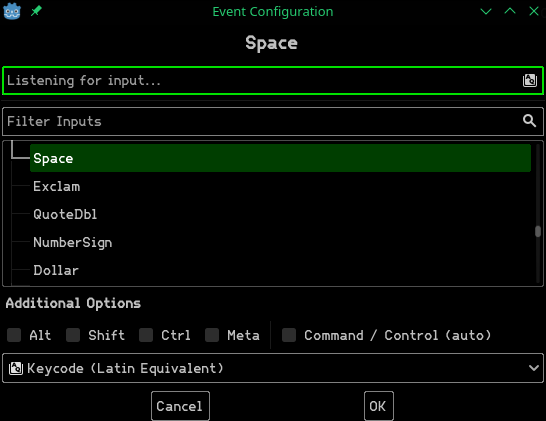 Event Configuration
Space
Listening for input...
Filter Inputs
Space
Exclam
QuoteDbl
NumberSign
Dollar
Additional Options
Alt Shift Ctrl Meta Command / Control (auto)
Keycode (Latin Equivalent)
Cancel OK